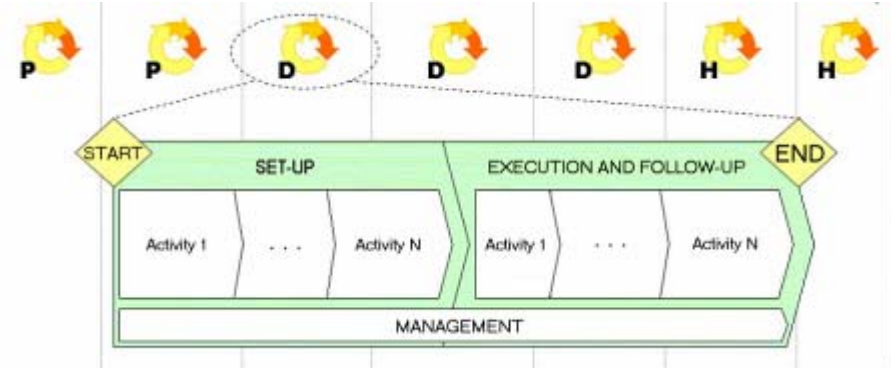 P P D D D H H
START
SET-UP
EXECUTION AND FOLLOW-UP
END
Activity 1 . . . Activity N Activity 1 . . . Activity N
MANAGEMENT